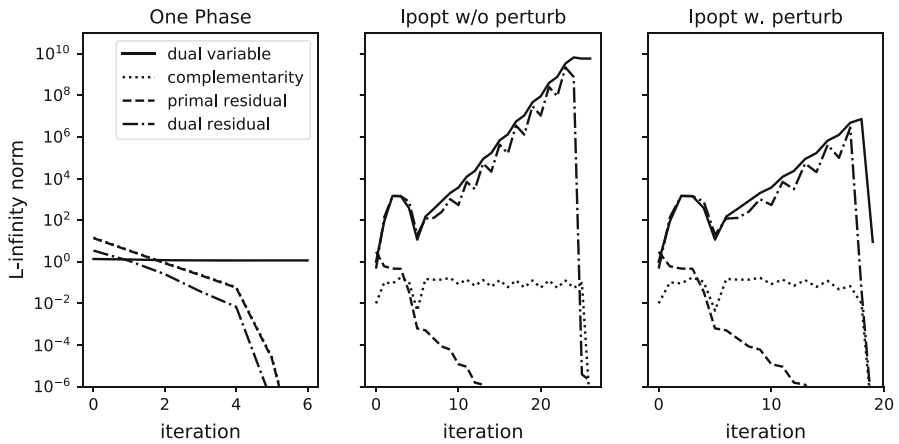 One Phase
Ipopt w/o perturb
Ipopt w. perturb
L-infinity norm
10^10
10^8
10^6
10^4
10^2
10^0
10^−2
10^−4
10^−6
dual variable
complementarity
primal residual
dual residual
0 2 4 6
0 10 20
0 10 20
iteration
iteration
iteration